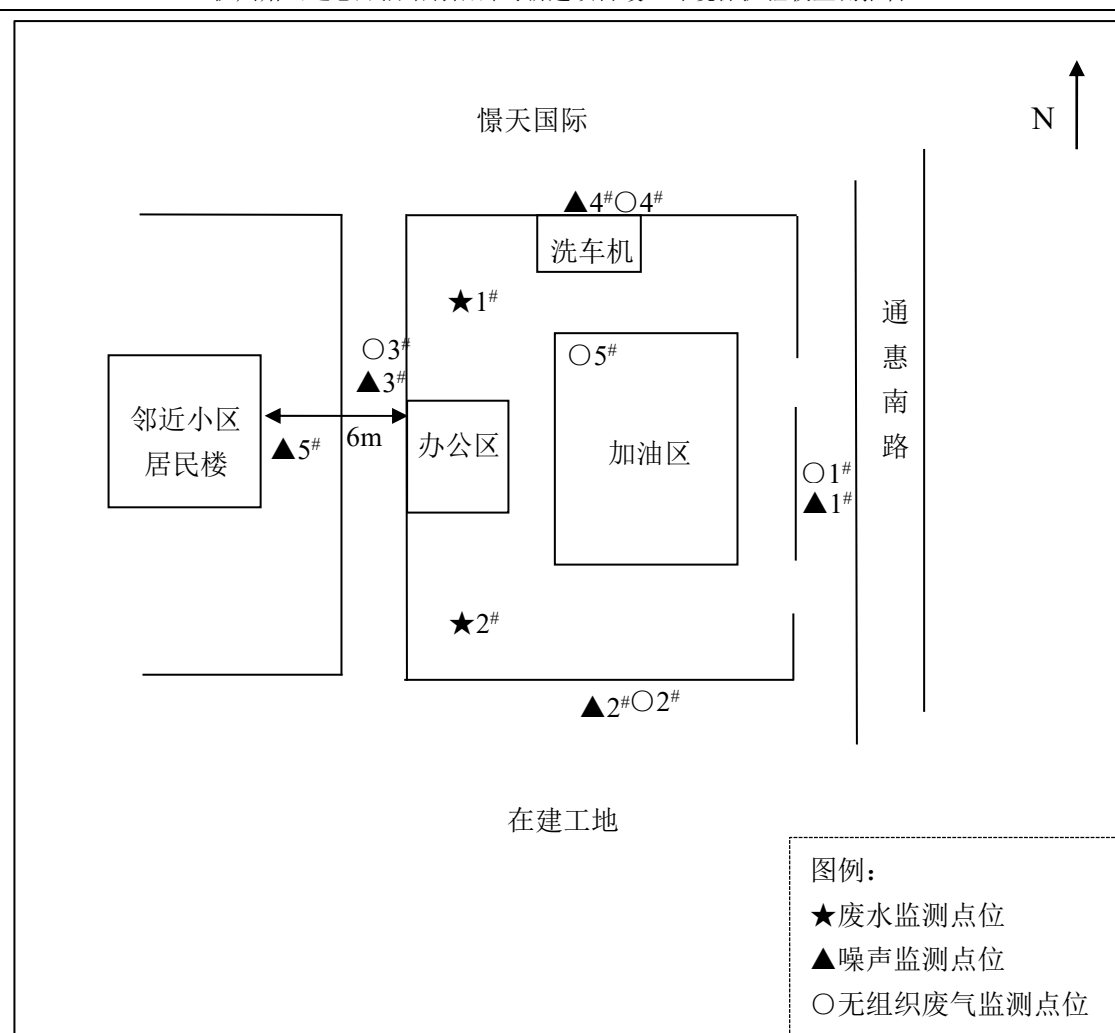 憬天国际
N
▲4#○4#
洗车机
★1#
○3#
▲3#
○5#
通惠南路
邻近小区
居民楼
6m
▲5#
办公区
加油区
○1#
▲1#
★2#
▲2#○2#
在建工地
图例：
★废水监测点位
▲噪声监测点位
○无组织废气监测点位